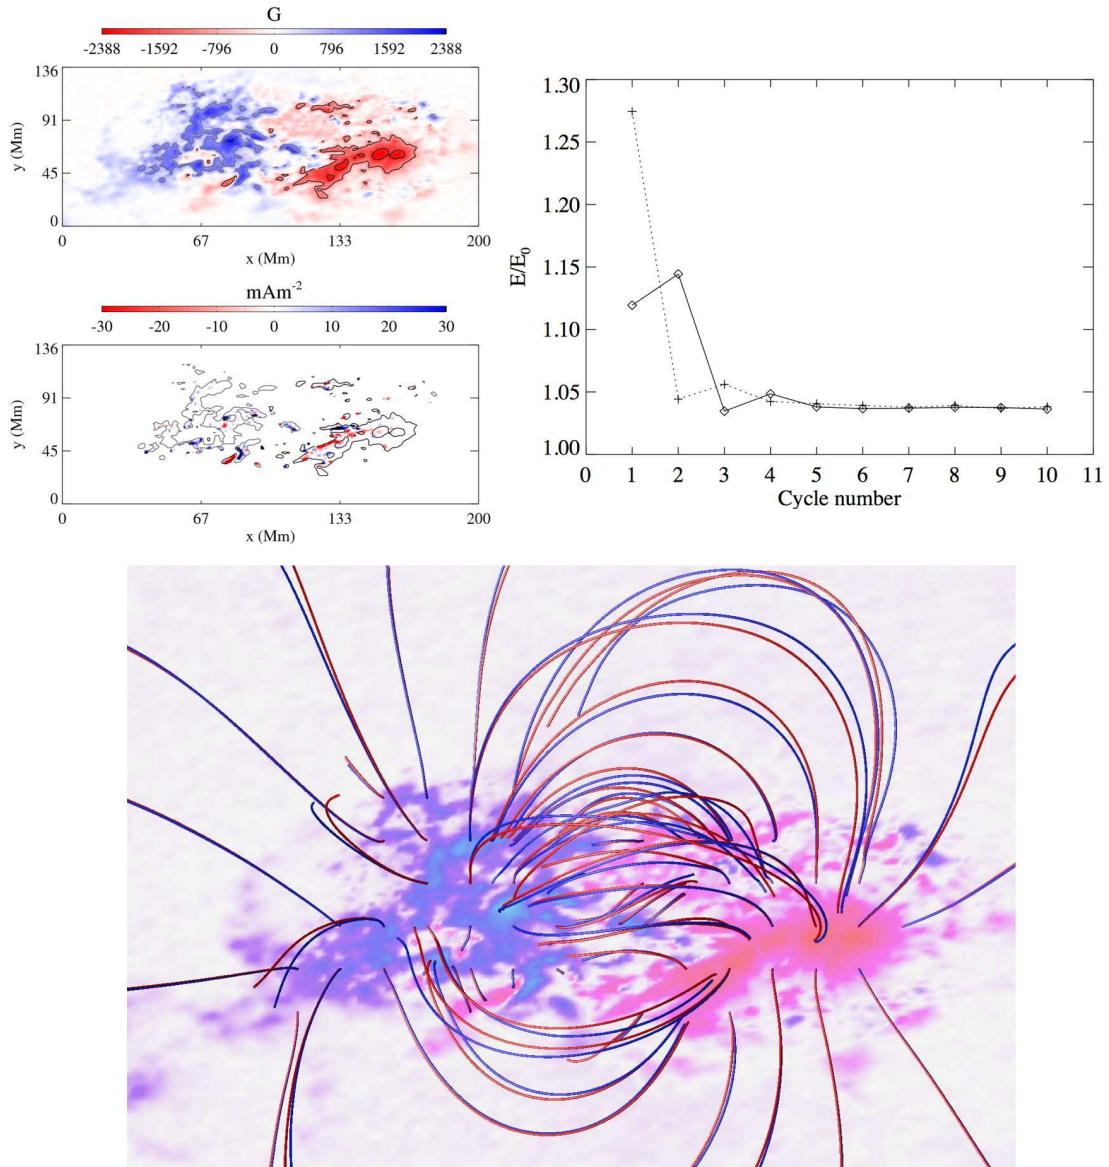 G
-2388 -1592 -796 0 796 1592 2388
136
91
45
0
y (Mm)
0 67 133 200
x (Mm)
mAm-2
-30 -20 -10 0 10 20 30
136
91
45
0
y (Mm)
0 67 133 200
x (Mm)
1.30
1.25
1.20
1.15
1.10
1.05
1.00
E/E0
0 1 2 3 4 5 6 7 8 9 10 11
Cycle number